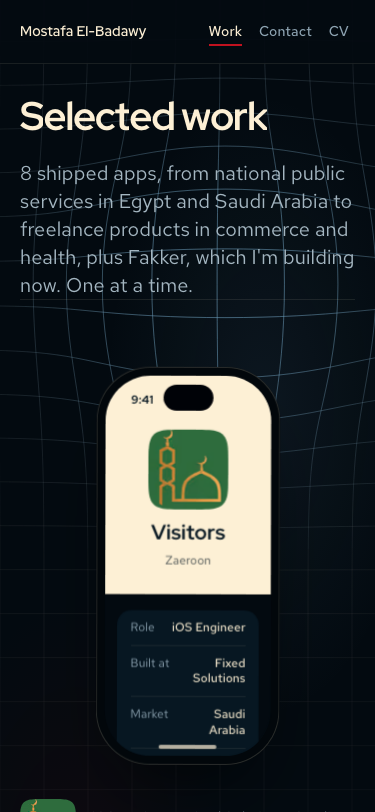 Mostafa El-Badawy
Work
Contact
CV
Selected work
8 shipped apps, from national public
services in Egypt and Saudi Arabia to
freelance products in commerce and
health, plus Fakker, which I'm building
now. One at a time.
9:41
Visitors
Zaeroon
Role iOS Engineer
Built at Fixed
Solutions
Market Saudi
Arabia